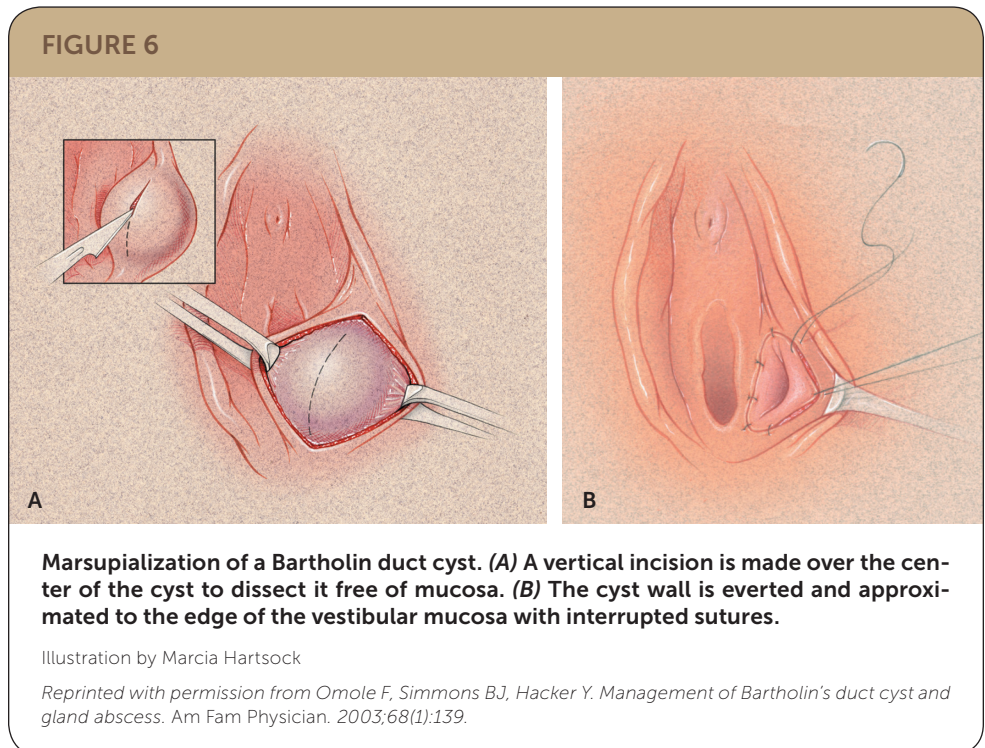 FIGURE 6
A
B
Marsupialization of a Bartholin duct cyst. (A) A vertical incision is made over the cen-
ter of the cyst to dissect it free of mucosa. (B) The cyst wall is everted and approxi-
mated to the edge of the vestibular mucosa with interrupted sutures.
Illustration by Marcia Hartsock
Reprinted with permission from Omole F, Simmons BJ, Hacker Y. Management of Bartholin’s duct cyst and
gland abscess. Am Fam Physician. 2003;68(1):139.